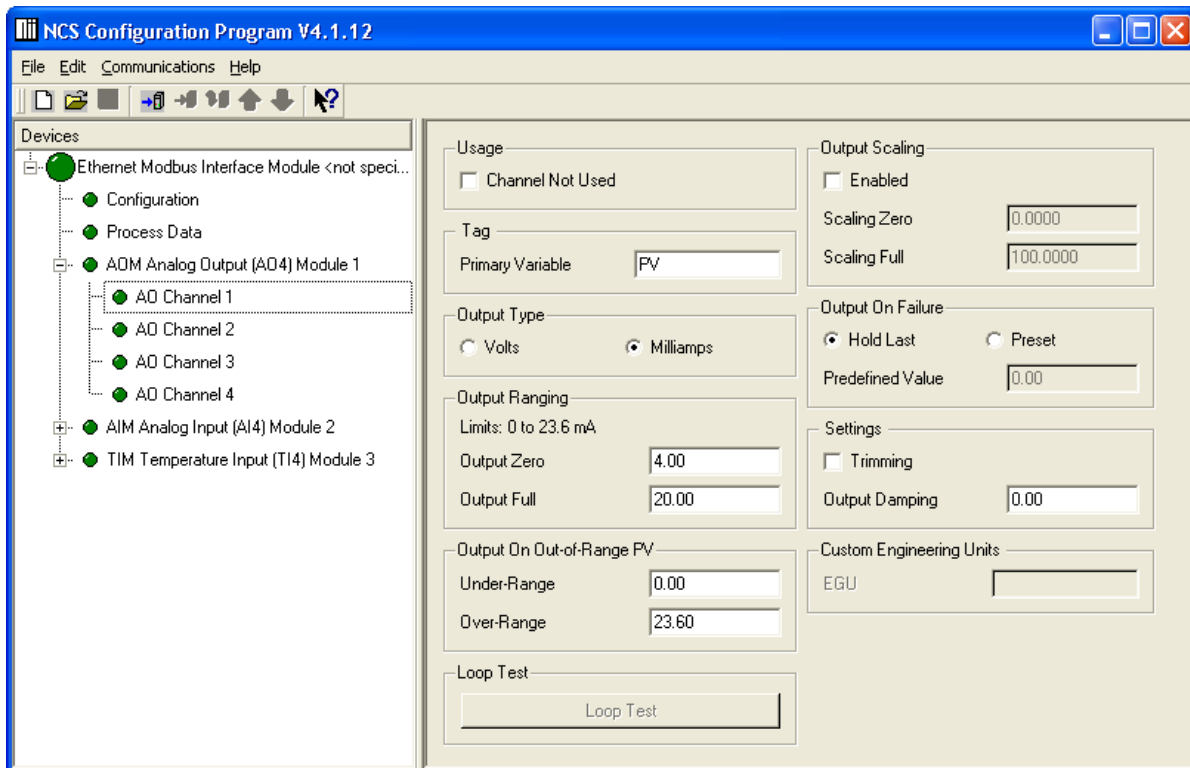 NCS Configuration Program V4.1.12
File Edit Communications Help
Devices
Ethernet Modbus Interface Module <not speci...
Configuration
Process Data
AOM Analog Output (AO4) Module 1
AO Channel 1
AO Channel 2
AO Channel 3
AO Channel 4
AIM Analog Input (AI4) Module 2
TIM Temperature Input (TI4) Module 3
Usage
Channel Not Used
Tag
Primary Variable PV
Output Type
Volts Milliamps
Output Ranging
Limits: 0 to 23.6 mA
Output Zero 4.00
Output Full 20.00
Output On Out-of-Range PV
Under-Range 0.00
Over-Range 23.60
Loop Test
Loop Test
Output Scaling
Enabled
Scaling Zero 0.0000
Scaling Full 100.0000
Output On Failure
Hold Last Preset
Predefined Value 0.00
Settings
Trimming
Output Damping 0.00
Custom Engineering Units
EGU